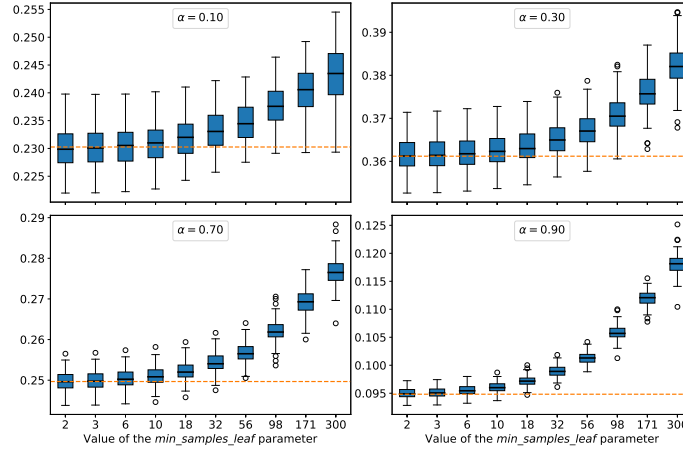 α = 0.10
0.255
0.250
0.245
0.240
0.235
0.230
0.225
α = 0.30
0.39
0.38
0.37
0.36
α = 0.70
0.29
0.28
0.27
0.26
0.25
2 3 6 10 18 32 56 98 171 300
Value of the min_samples_leaf parameter
α = 0.90
0.125
0.120
0.115
0.110
0.105
0.100
0.095
2 3 6 10 18 32 56 98 171 300
Value of the min_samples_leaf parameter